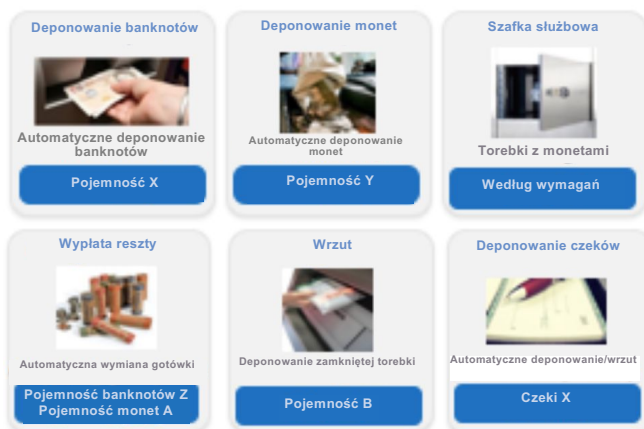 Deponowanie banknotów
Automatyczne deponowanie
banknotów
Pojemność X
Deponowanie monet
Automatyczne deponowanie
monet
Pojemność Y
Szafka służbowa
Torebki z monetami
Według wymagań
Wypłata reszty
Automatyczna wymiana gotówki
Pojemność banknotów Z
Pojemność monet A
Wrzut
Deponowanie zamkniętej torebki
Pojemność B
Deponowanie czeków
Automatyczne deponowanie/wrzut
Czeki X